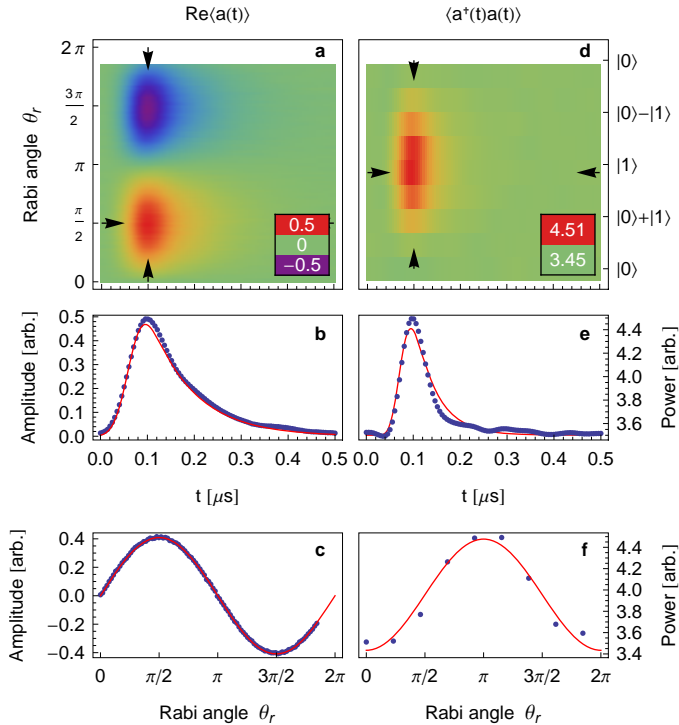 Re⟨a(t)⟩ ⟨a⁺(t)a(t)⟩
2π a d |0⟩
3π/2 |0⟩−|1⟩
Rabi angle θr π |1⟩
π/2 0.5 4.51 |0⟩+|1⟩
0
−0.5 3.45
0 |0⟩
Amplitude [arb.] 0.5 0.4 0.3 0.2 0.1 0.0 b
e 4.4 4.2 4.0 3.8 3.6 Power [arb.]
0.0 0.1 0.2 0.3 0.4 0.5 0.0 0.1 0.2 0.3 0.4 0.5
t [μs] t [μs]
Amplitude [arb.] 0.4 0.2 0.0 −0.2 −0.4 c
f 4.4 4.2 4.0 3.8 3.6 3.4 Power [arb.]
0 π/2 π 3π/2 2π 0 π/2 π 3π/2 2π
Rabi angle θr Rabi angle θr